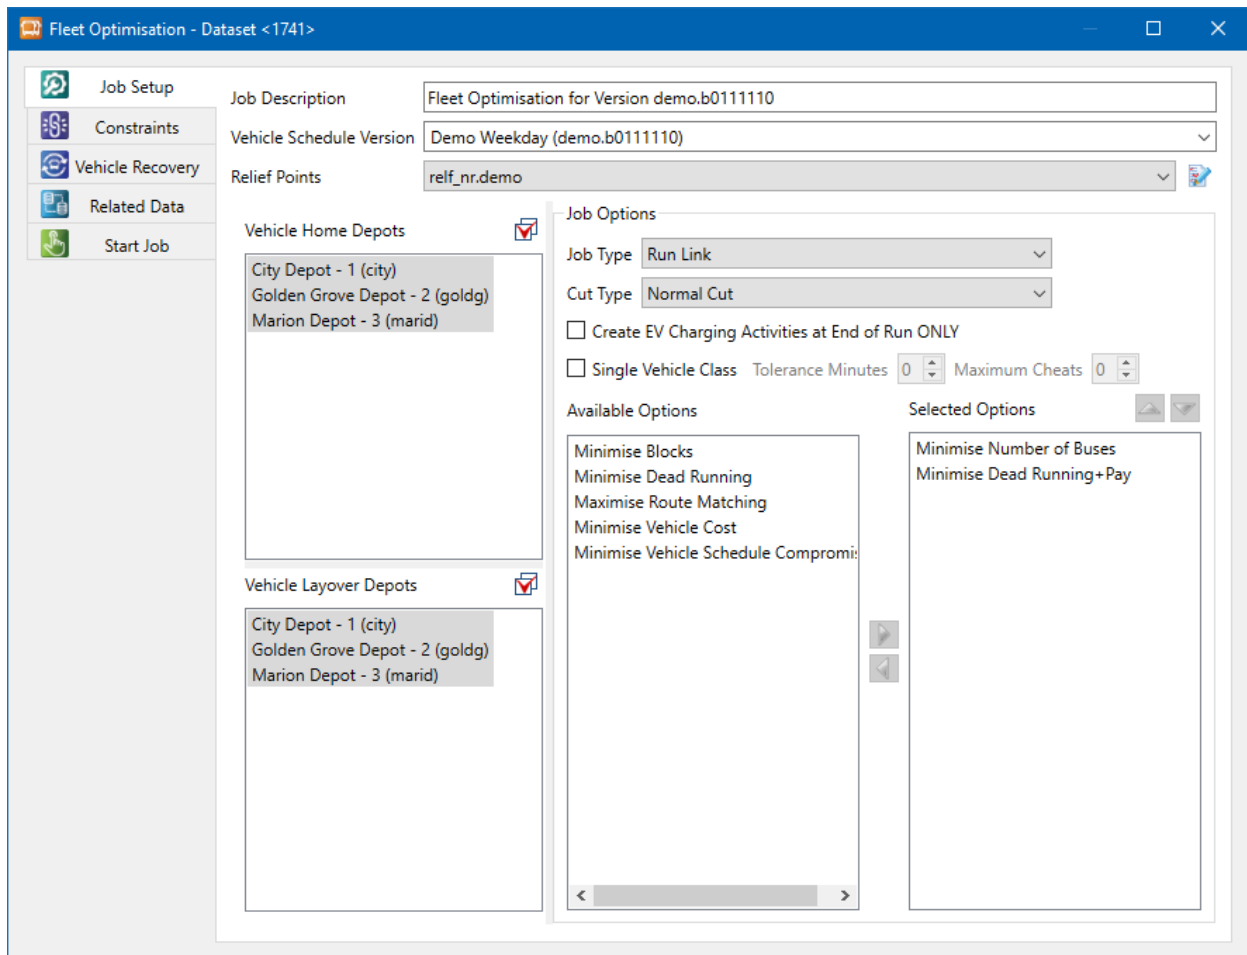 Fleet Optimisation - Dataset <1741>
Job Setup
Constraints
Vehicle Recovery
Related Data
Start Job
Job Description
Fleet Optimisation for Version demo.b0111110
Vehicle Schedule Version
Demo Weekday (demo.b0111110)
Relief Points
relf_nr.demo
Vehicle Home Depots
City Depot - 1 (city)
Golden Grove Depot - 2 (goldg)
Marion Depot - 3 (marid)
Vehicle Layover Depots
City Depot - 1 (city)
Golden Grove Depot - 2 (goldg)
Marion Depot - 3 (marid)
Job Options
Job Type Run Link
Cut Type Normal Cut
Create EV Charging Activities at End of Run ONLY
Single Vehicle Class Tolerance Minutes 0 Maximum Cheats 0
Available Options
Minimise Blocks
Minimise Dead Running
Maximise Route Matching
Minimise Vehicle Cost
Minimise Vehicle Schedule Compromis
Selected Options
Minimise Number of Buses
Minimise Dead Running+Pay